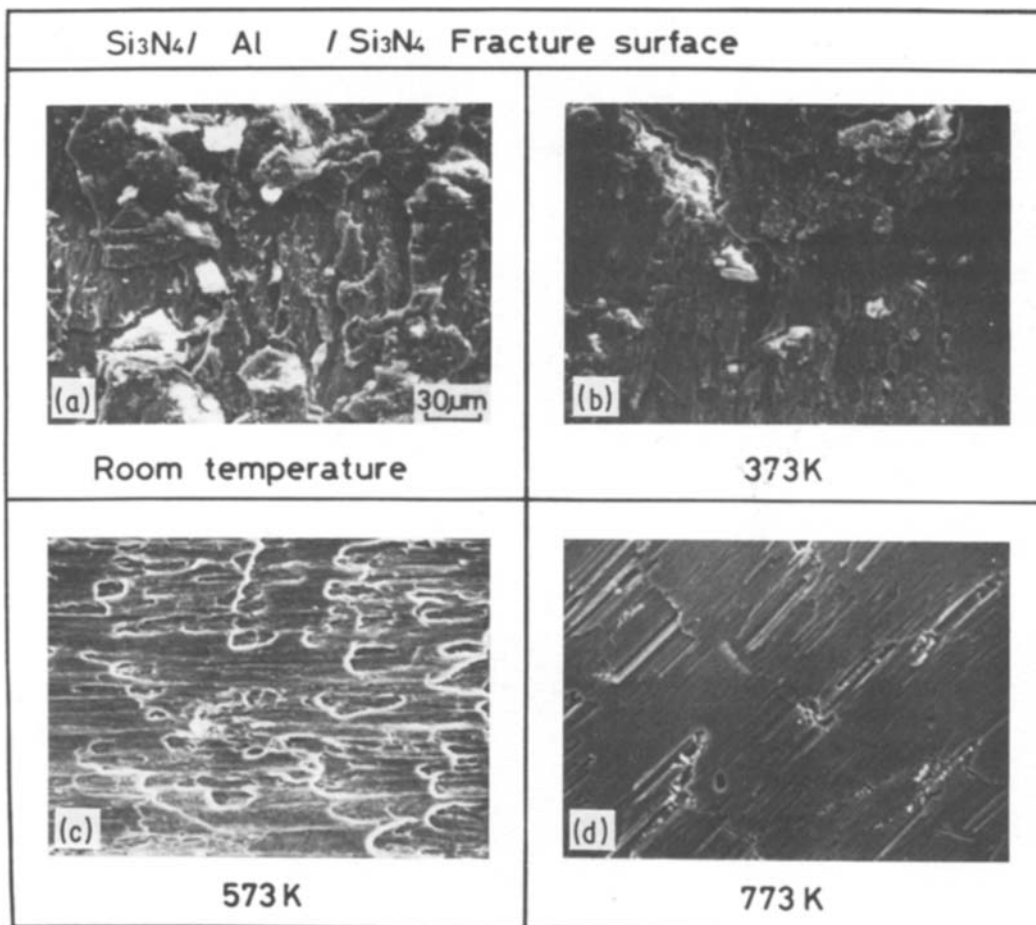 Si3N4/ Al / Si3N4 Fracture surface
(a)
30μm
(b)
Room temperature
373K
(c)
(d)
573K
773K